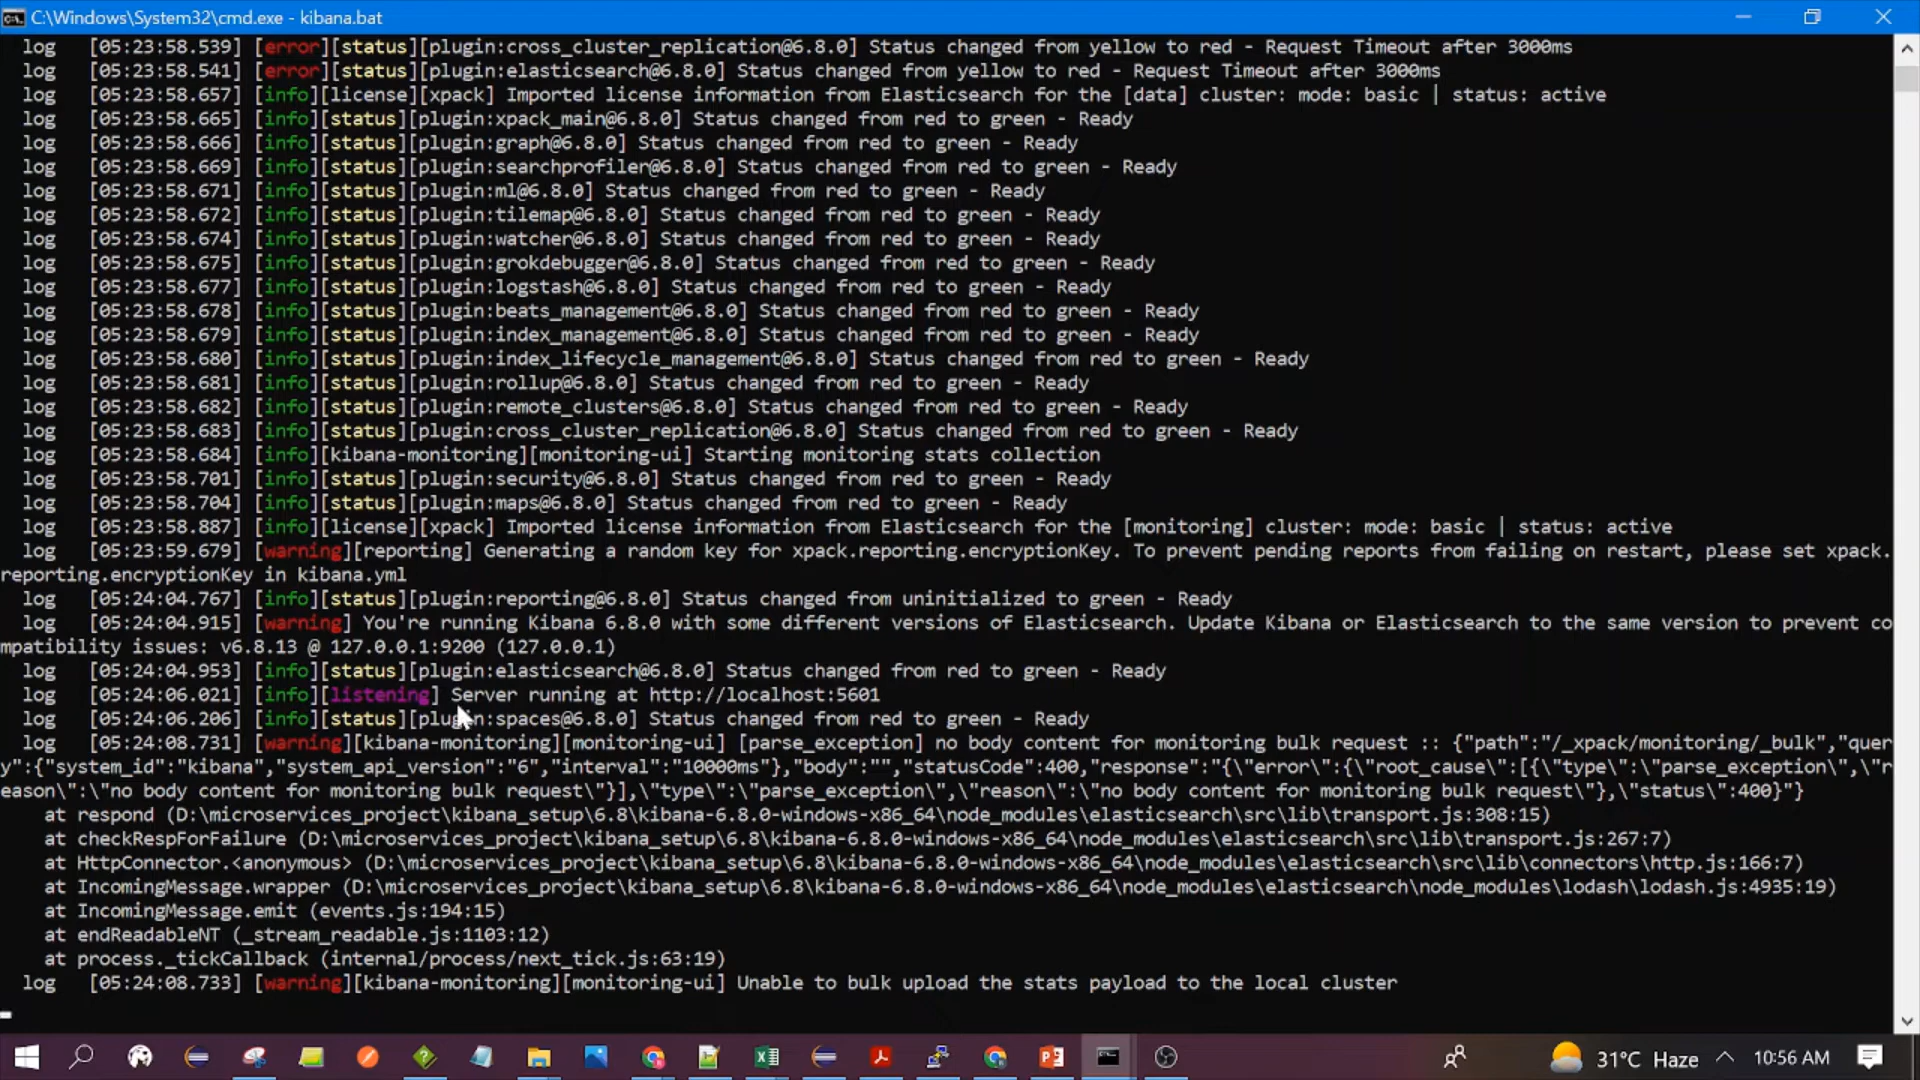 C:\Windows\System32\cmd.exe - kibana.bat
log [05:23:58.539] [error][status][plugin:cross_cluster_replication@6.8.0] Status changed from yellow to red - Request Timeout after 3000ms
log [05:23:58.541] [error][status][plugin:elasticsearch@6.8.0] Status changed from yellow to red - Request Timeout after 3000ms
log [05:23:58.657] [info][license][xpack] Imported license information from Elasticsearch for the [data] cluster: mode: basic | status: active
log [05:23:58.665] [info][status][plugin:xpack_main@6.8.0] Status changed from red to green - Ready
log [05:23:58.666] [info][status][plugin:graph@6.8.0] Status changed from red to green - Ready
log [05:23:58.669] [info][status][plugin:searchprofiler@6.8.0] Status changed from red to green - Ready
log [05:23:58.671] [info][status][plugin:ml@6.8.0] Status changed from red to green - Ready
log [05:23:58.672] [info][status][plugin:tilemap@6.8.0] Status changed from red to green - Ready
log [05:23:58.674] [info][status][plugin:watcher@6.8.0] Status changed from red to green - Ready
log [05:23:58.675] [info][status][plugin:grokdebugger@6.8.0] Status changed from red to green - Ready
log [05:23:58.677] [info][status][plugin:logstash@6.8.0] Status changed from red to green - Ready
log [05:23:58.678] [info][status][plugin:beats_management@6.8.0] Status changed from red to green - Ready
log [05:23:58.679] [info][status][plugin:index_management@6.8.0] Status changed from red to green - Ready
log [05:23:58.680] [info][status][plugin:index_lifecycle_management@6.8.0] Status changed from red to green - Ready
log [05:23:58.681] [info][status][plugin:rollup@6.8.0] Status changed from red to green - Ready
log [05:23:58.682] [info][status][plugin:remote_clusters@6.8.0] Status changed from red to green - Ready
log [05:23:58.683] [info][status][plugin:cross_cluster_replication@6.8.0] Status changed from red to green - Ready
log [05:23:58.684] [info][kibana-monitoring][monitoring-ui] Starting monitoring stats collection
log [05:23:58.701] [info][status][plugin:security@6.8.0] Status changed from red to green - Ready
log [05:23:58.704] [info][status][plugin:maps@6.8.0] Status changed from red to green - Ready
log [05:23:58.887] [info][license][xpack] Imported license information from Elasticsearch for the [monitoring] cluster: mode: basic | status: active
log [05:23:59.679] [warning][reporting] Generating a random key for xpack.reporting.encryptionKey. To prevent pending reports from failing on restart, please set xpack.
reporting.encryptionKey in kibana.yml
log [05:24:04.767] [info][status][plugin:reporting@6.8.0] Status changed from uninitialized to green - Ready
log [05:24:04.915] [warning] You're running Kibana 6.8.0 with some different versions of Elasticsearch. Update Kibana or Elasticsearch to the same version to prevent co
mpatibility issues: v6.8.13 @ 127.0.0.1:9200 (127.0.0.1)
log [05:24:04.953] [info][status][plugin:elasticsearch@6.8.0] Status changed from red to green - Ready
log [05:24:06.021] [info][listening] Server running at http://localhost:5601
log [05:24:06.206] [info][status][plugin:spaces@6.8.0] Status changed from red to green - Ready
log [05:24:08.731] [warning][kibana-monitoring][monitoring-ui] [parse_exception] no body content for monitoring bulk request :: {"path":"/_xpack/monitoring/_bulk","quer
y":{"system_id":"kibana","system_api_version":"6","interval":"10000ms"},"body":"","statusCode":400,"response":"{\"error\":{\"root_cause\":[{\"type\":\"parse_exception\",\"r
eason\":\"no body content for monitoring bulk request\"}],\"type\":\"parse_exception\",\"reason\":\"no body content for monitoring bulk request\"},\"status\":400}"}
at respond (D:\microservices_project\kibana_setup\6.8\kibana-6.8.0-windows-x86_64\node_modules\elasticsearch\src\lib\transport.js:308:15)
at checkRespForFailure (D:\microservices_project\kibana_setup\6.8\kibana-6.8.0-windows-x86_64\node_modules\elasticsearch\src\lib\transport.js:267:7)
at HttpConnector.<anonymous> (D:\microservices_project\kibana_setup\6.8\kibana-6.8.0-windows-x86_64\node_modules\elasticsearch\src\lib\connectors\http.js:166:7)
at IncomingMessage.wrapper (D:\microservices_project\kibana_setup\6.8\kibana-6.8.0-windows-x86_64\node_modules\elasticsearch\node_modules\lodash\lodash.js:4935:19)
at IncomingMessage.emit (events.js:194:15)
at endReadableNT (_stream_readable.js:1103:12)
at process._tickCallback (internal/process/next_tick.js:63:19)
log [05:24:08.733] [warning][kibana-monitoring][monitoring-ui] Unable to bulk upload the stats payload to the local cluster
31°C Haze 10:56 AM